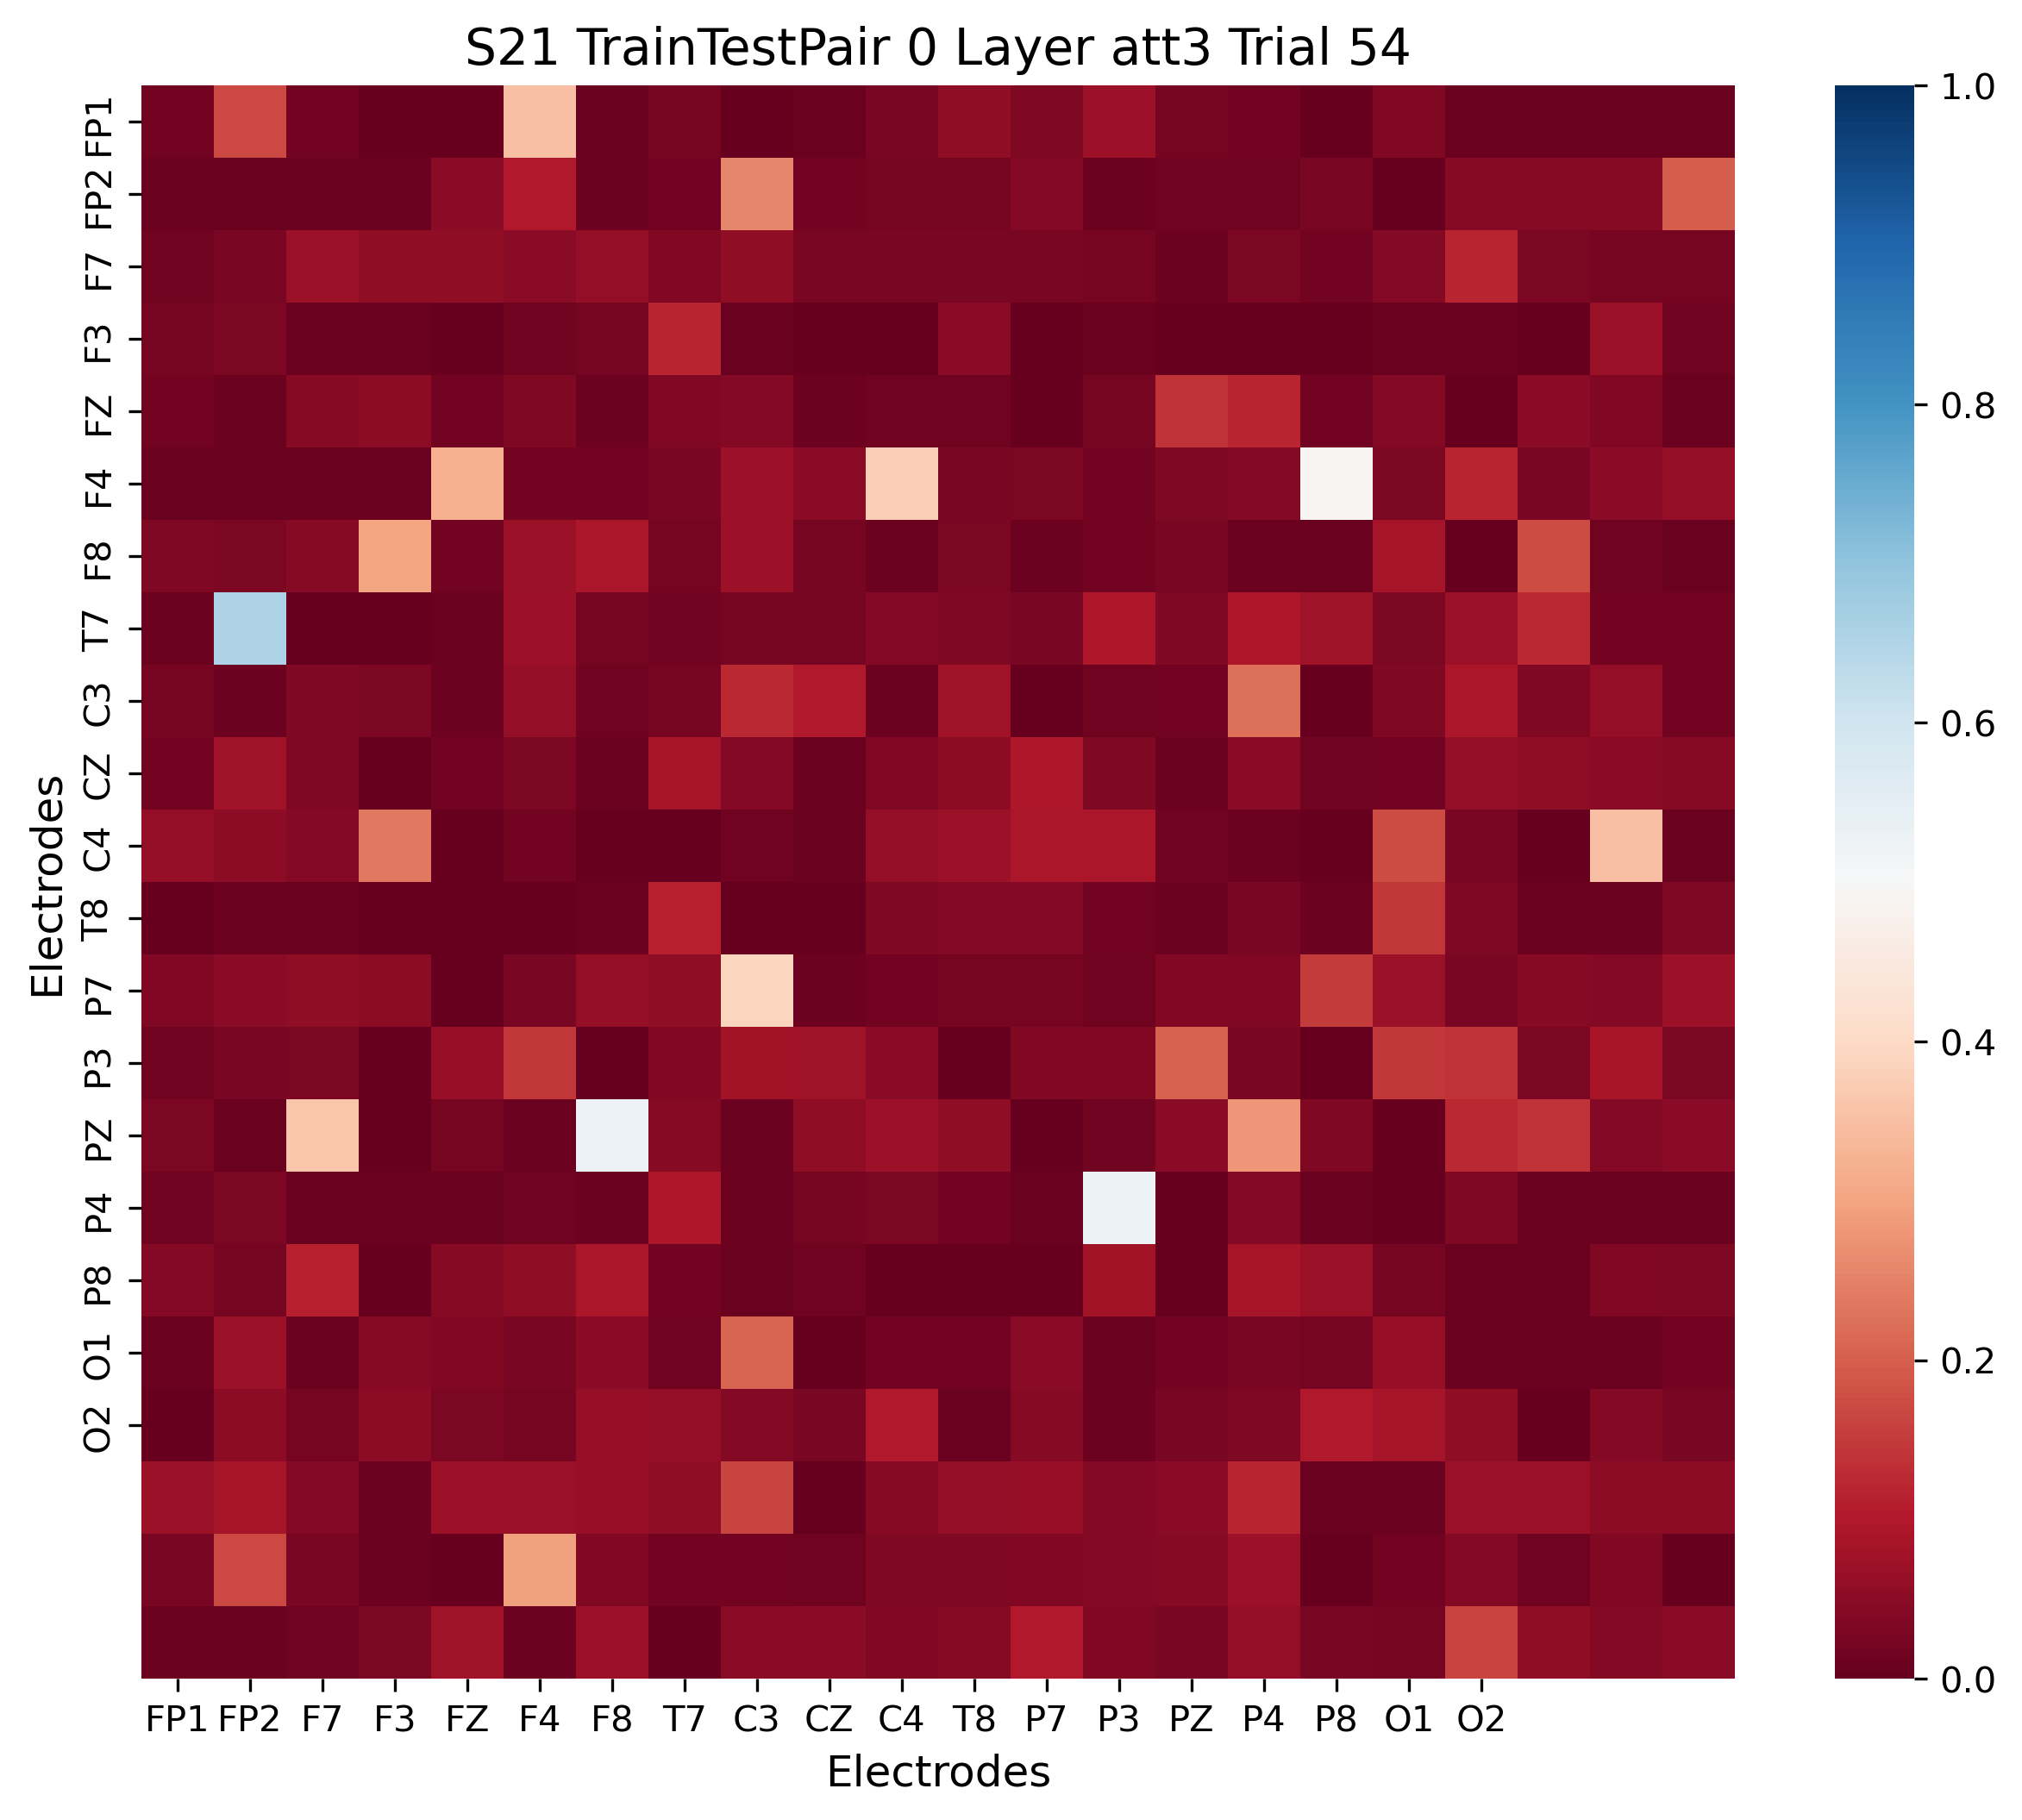 S21 TrainTestPair 0 Layer att3 Trial 54
Electrodes
FP1
FP2
F7
F3
FZ
F4
F8
T7
C3
CZ
C4
T8
P7
P3
PZ
P4
P8
O1
O2
FP1 FP2 F7 F3 FZ F4 F8 T7 C3 CZ C4 T8 P7 P3 PZ P4 P8 O1 O2
Electrodes
1.0
0.8
0.6
0.4
0.2
0.0